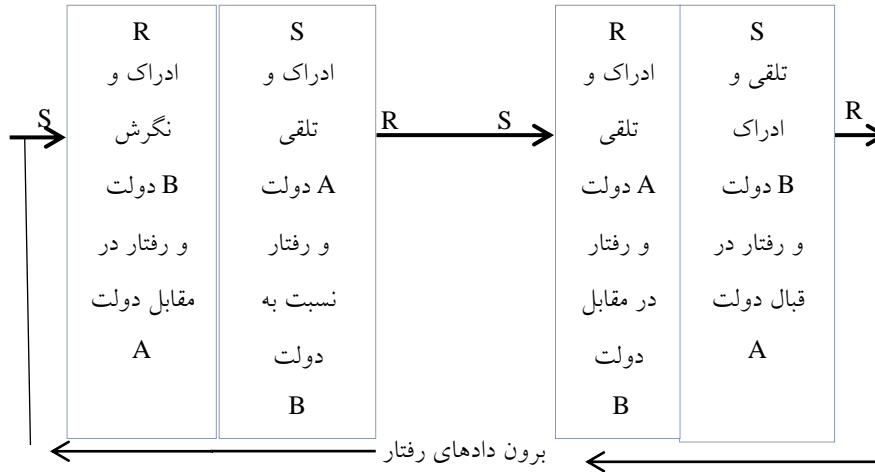 S
R
ادراک و
نگرش
دولت B
و رفتار در
مقابل دولت
A
S
ادراک و
تلقی
دولت A
و رفتار
نسبت به
دولت
B
R
S
R
ادراک و
تلقی
دولت A
و رفتار
در مقابل
دولت
B
S
تلقی و
ادراک
دولت B
و رفتار در
قبال دولت
A
R
برون دادهای رفتار